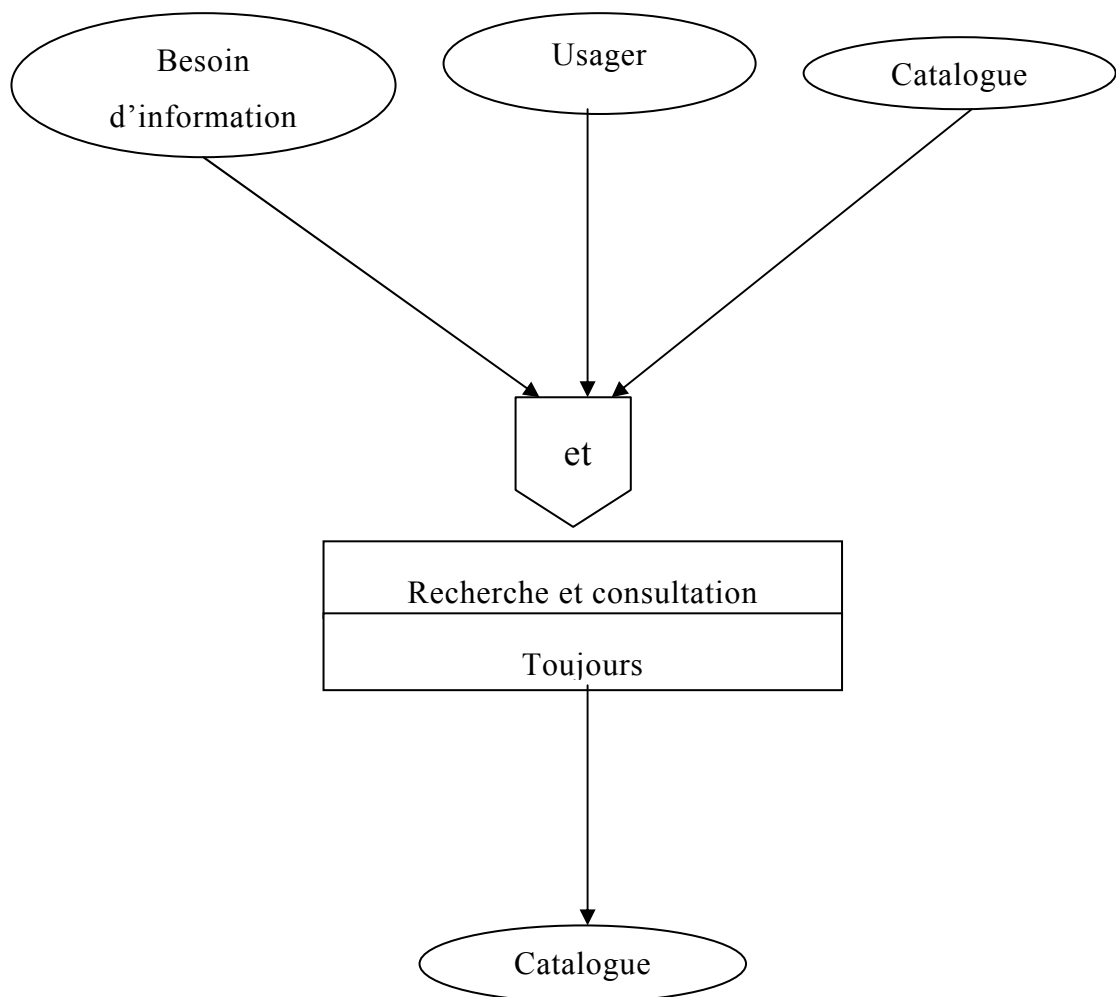 Besoin
d’information
Usager
Catalogue
et
Recherche et consultation
Toujours
Catalogue